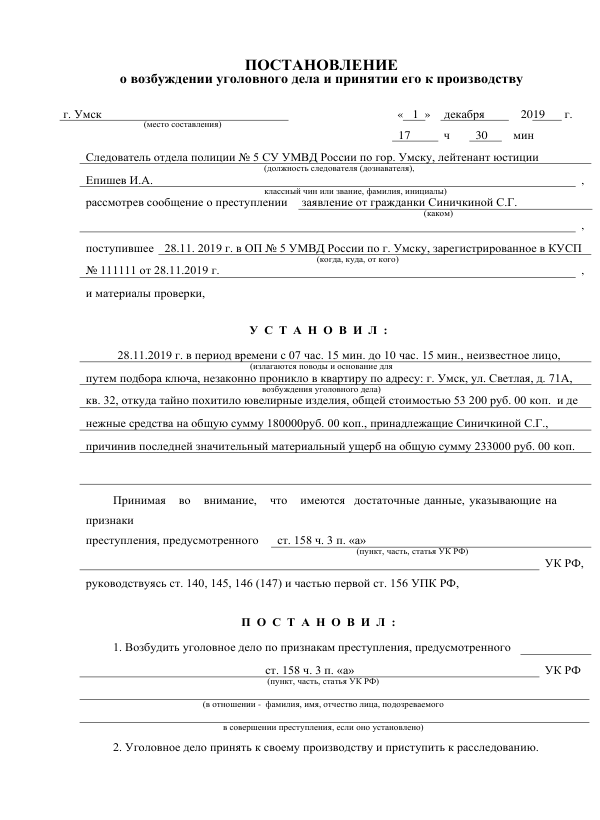 ПОСТАНОВЛЕНИЕ
о возбуждении уголовного дела и принятии его к производству
г. Умск « 1 » декабря 2019 г.
(место составления)
17 ч 30 мин
Следователь отдела полиции № 5 СУ УМВД России по гор. Умску, лейтенант юстиции
(должность следователя (дознавателя),
Епишев И.А. ,
классный чин или звание, фамилия, инициалы)
рассмотрев сообщение о преступлении заявление от гражданки Синичкиной С.Г.
(каком)
,
поступившее 28.11. 2019 г. в ОП № 5 УМВД России по г. Умску, зарегистрированное в КУСП
(когда, куда, от кого)
№ 111111 от 28.11.2019 г. ,
и материалы проверки,
У С Т А Н О В И Л :
28.11.2019 г. в период времени с 07 час. 15 мин. до 10 час. 15 мин., неизвестное лицо,
(излагаются поводы и основание для
путем подбора ключа, незаконно проникло в квартиру по адресу: г. Умск, ул. Светлая, д. 71А,
возбуждения уголовного дела)
кв. 32, откуда тайно похитило ювелирные изделия, общей стоимостью 53 200 руб. 00 коп. и де
нежные средства на общую сумму 180000руб. 00 коп., принадлежащие Синичкиной С.Г.,
причинив последней значительный материальный ущерб на общую сумму 233000 руб. 00 коп.
Принимая во внимание, что имеются достаточные данные, указывающие на
признаки
преступления, предусмотренного ст. 158 ч. 3 п. «а»
(пункт, часть, статья УК РФ)
УК РФ,
руководствуясь ст. 140, 145, 146 (147) и частью первой ст. 156 УПК РФ,
П О С Т А Н О В И Л :
1. Возбудить уголовное дело по признакам преступления, предусмотренного
ст. 158 ч. 3 п. «а» УК РФ
(пункт, часть, статья УК РФ)
(в отношении - фамилия, имя, отчество лица, подозреваемого
в совершении преступления, если оно установлено)
2. Уголовное дело принять к своему производству и приступить к расследованию.